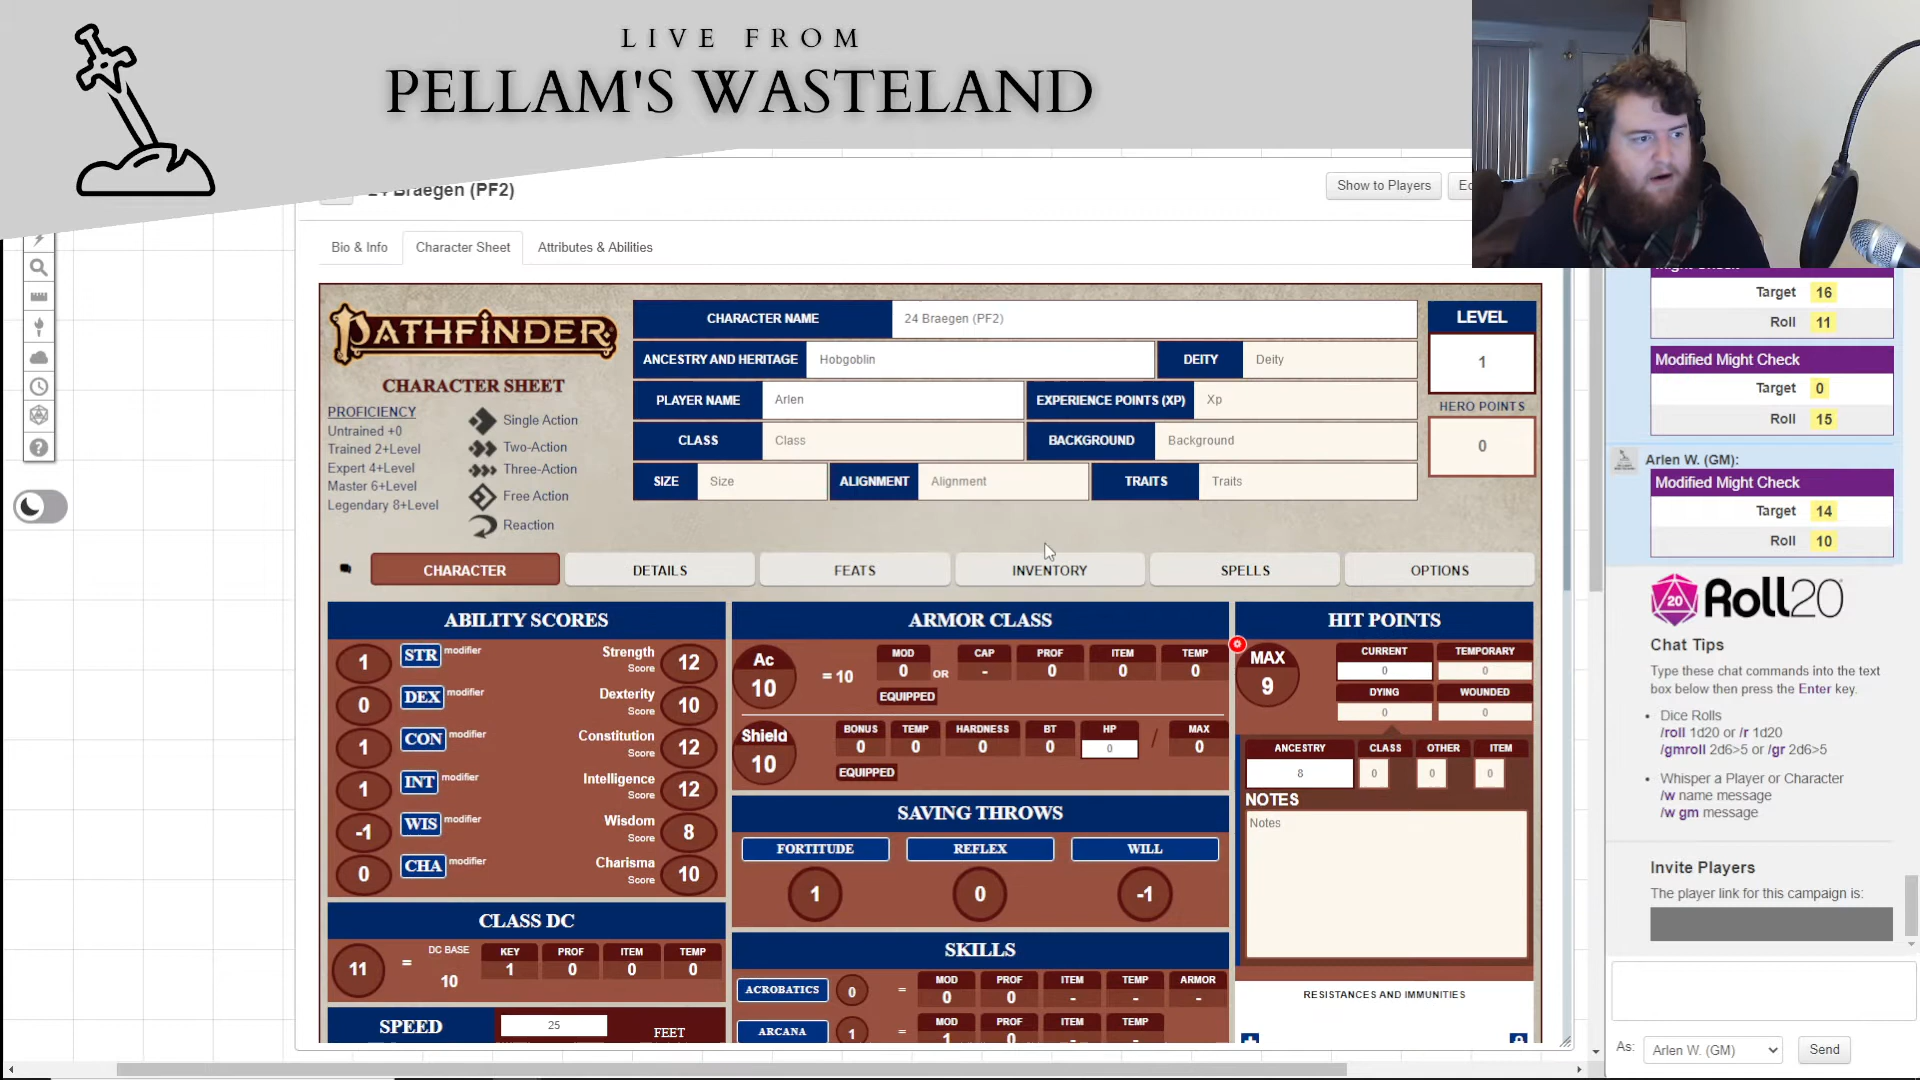 LIVE FROM
PELLAM'S WASTELAND
24 Braegen (PF2)
Show to Players
Bio & Info
Character Sheet
Attributes & Abilities
PATHFINDER
CHARACTER SHEET
PROFICIENCY
Untrained +0
Trained 2+Level
Expert 4+Level
Master 6+Level
Legendary 8+Level
Single Action
Two-Action
Three-Action
Free Action
Reaction
CHARACTER NAME 24 Braegen (PF2)
ANCESTRY AND HERITAGE Hobgoblin DEITY Deity
PLAYER NAME Arlen EXPERIENCE POINTS (XP) Xp
CLASS Class BACKGROUND Background
SIZE Size ALIGNMENT Alignment TRAITS Traits
LEVEL
1
HERO POINTS
0
CHARACTER DETAILS FEATS INVENTORY SPELLS OPTIONS
ABILITY SCORES
1 STR modifier Strength Score 12
0 DEX modifier Dexterity Score 10
1 CON modifier Constitution Score 12
1 INT modifier Intelligence Score 12
-1 WIS modifier Wisdom Score 8
0 CHA modifier Charisma Score 10
CLASS DC
DC BASE KEY PROF ITEM TEMP
11 = 10 1 0 0 0
SPEED 25 FEET
ARMOR CLASS
MOD CAP PROF ITEM TEMP
Ac 10 = 10 0 OR - 0 0 0
EQUIPPED
BONUS TEMP HARDNESS BT HP MAX
Shield 10 0 0 0 0 0 / 0
EQUIPPED
SAVING THROWS
FORTITUDE REFLEX WILL
1 0 -1
SKILLS
MOD PROF ITEM TEMP ARMOR
ACROBATICS 0 = 0 0 - - -
MOD PROF ITEM TEMP
ARCANA 1 = 1 0 - -
HIT POINTS
MAX 9
CURRENT TEMPORARY
0 0
DYING WOUNDED
0 0
ANCESTRY CLASS OTHER ITEM
8 0 0 0
NOTES
Notes
RESISTANCES AND IMMUNITIES
Target 16
Roll 11
Modified Might Check
Target 0
Roll 15
Arlen W. (GM):
Modified Might Check
Target 14
Roll 10
20 Roll20
Chat Tips
Type these chat commands into the text
box below then press the Enter key.
Dice Rolls
/roll 1d20 or /r 1d20
/gmroll 2d6>5 or /gr 2d6>5
Whisper a Player or Character
/w name message
/w gm message
Invite Players
The player link for this campaign is:
As: Arlen W. (GM) Send